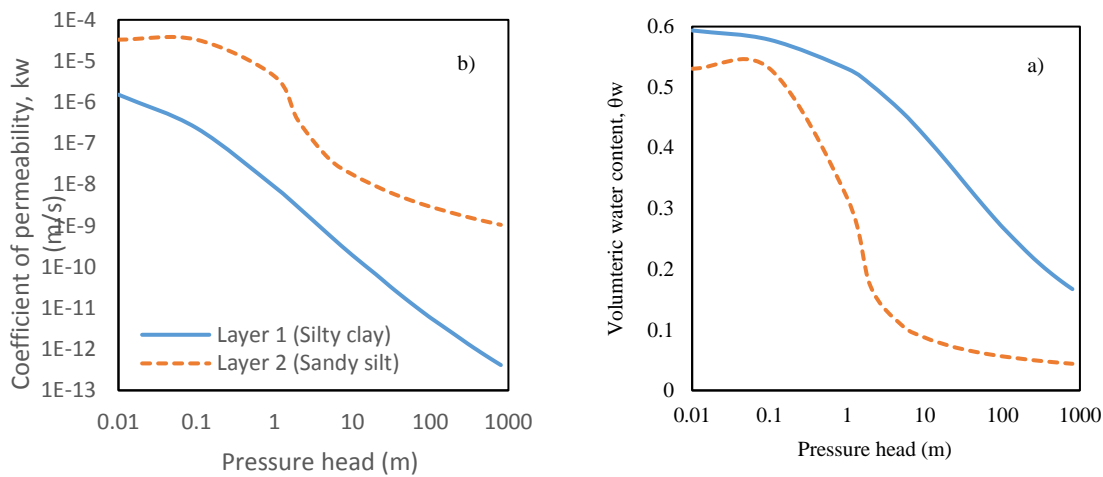 Coefficient of permeability, kw
(m/s)
1E-4
1E-5
1E-6
1E-7
1E-8
1E-9
1E-10
1E-11
1E-12
1E-13
b)
Layer 1 (Silty clay)
Layer 2 (Sandy silt)
0.01 0.1 1 10 100 1000
Pressure head (m)
Volumteric water content, θw
0.6
0.5
0.4
0.3
0.2
0.1
0
a)
0.01 0.1 1 10 100 1000
Pressure head (m)